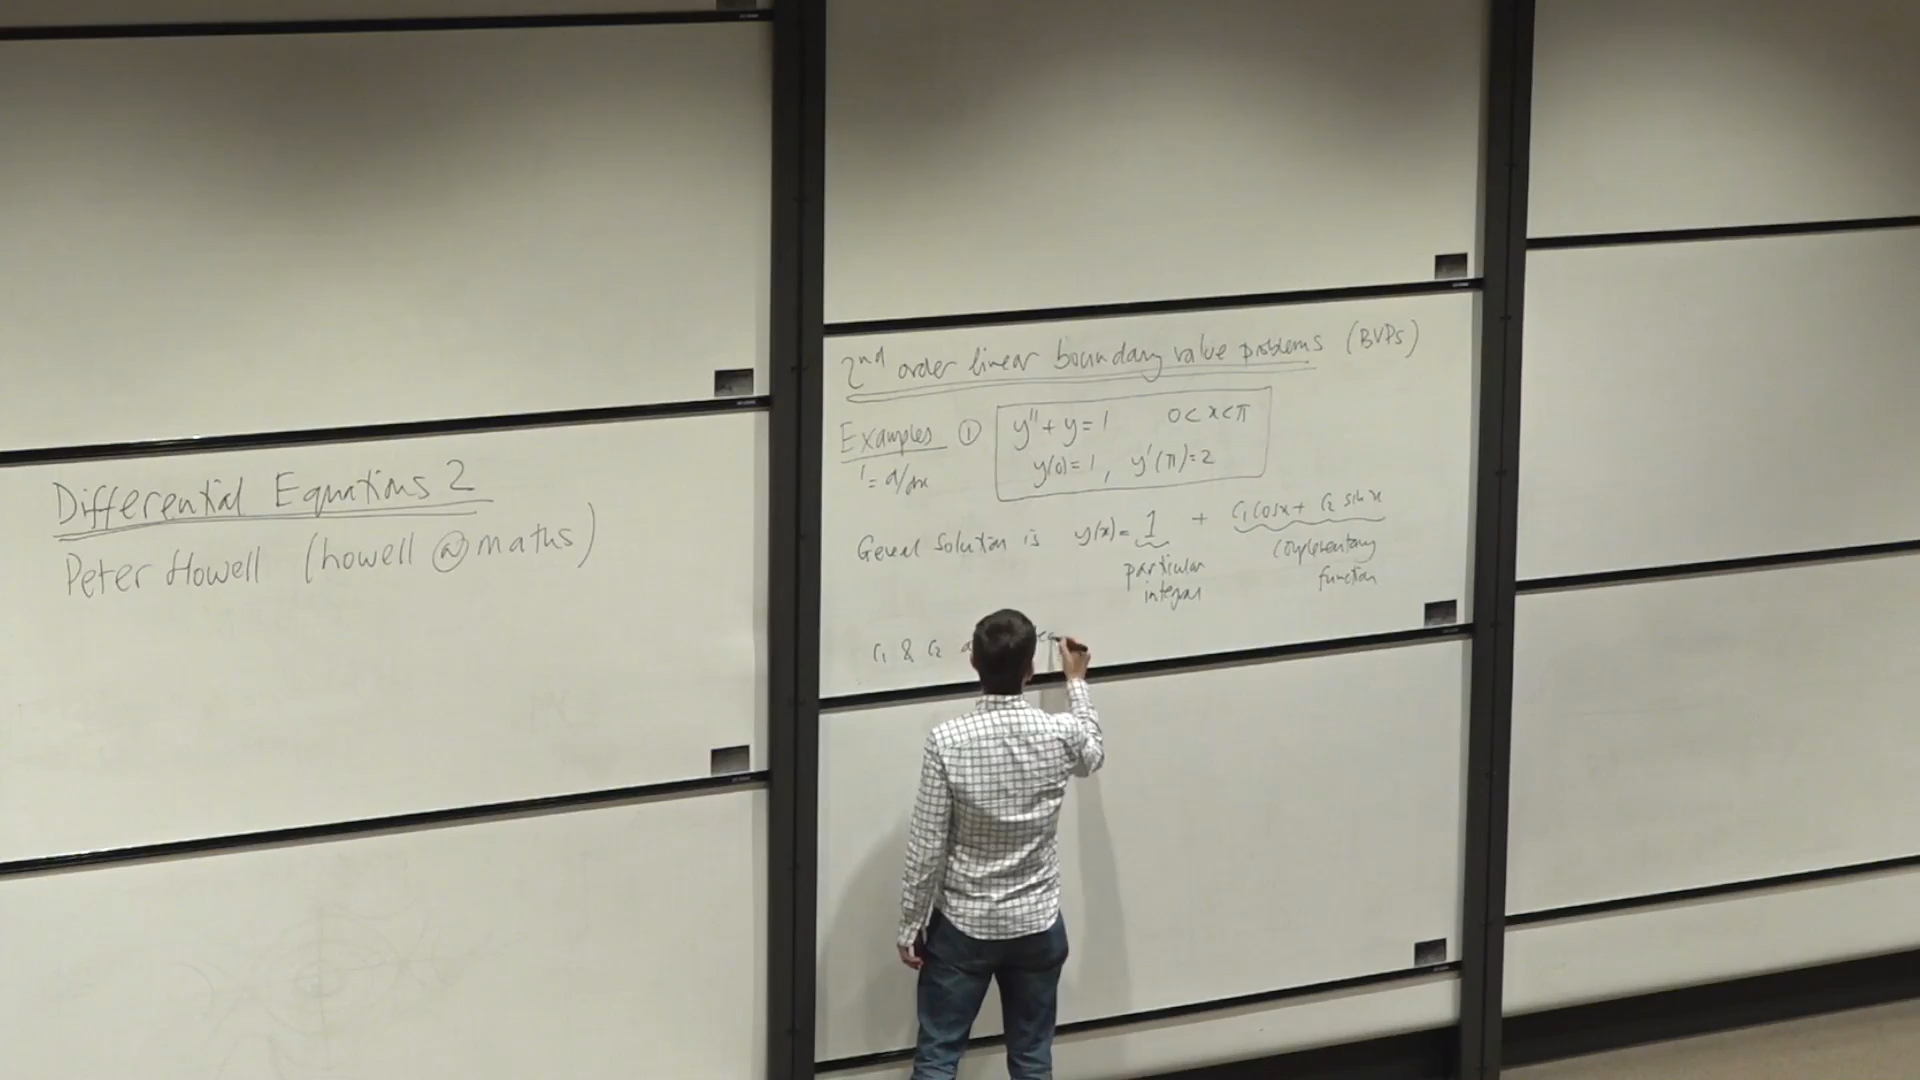 Differential Equations 2
Peter Howell (howell @maths)
2nd order linear boundary value problems (BVPs)
Examples ① y'' + y = 1 0 < x < π
' = d/dx y(0) = 1, y'(π) = 2
General Solution is y(x) = 1 + c₁ cos x + c₂ sin x
particular integral
complementary function
c₁ & c₂ a